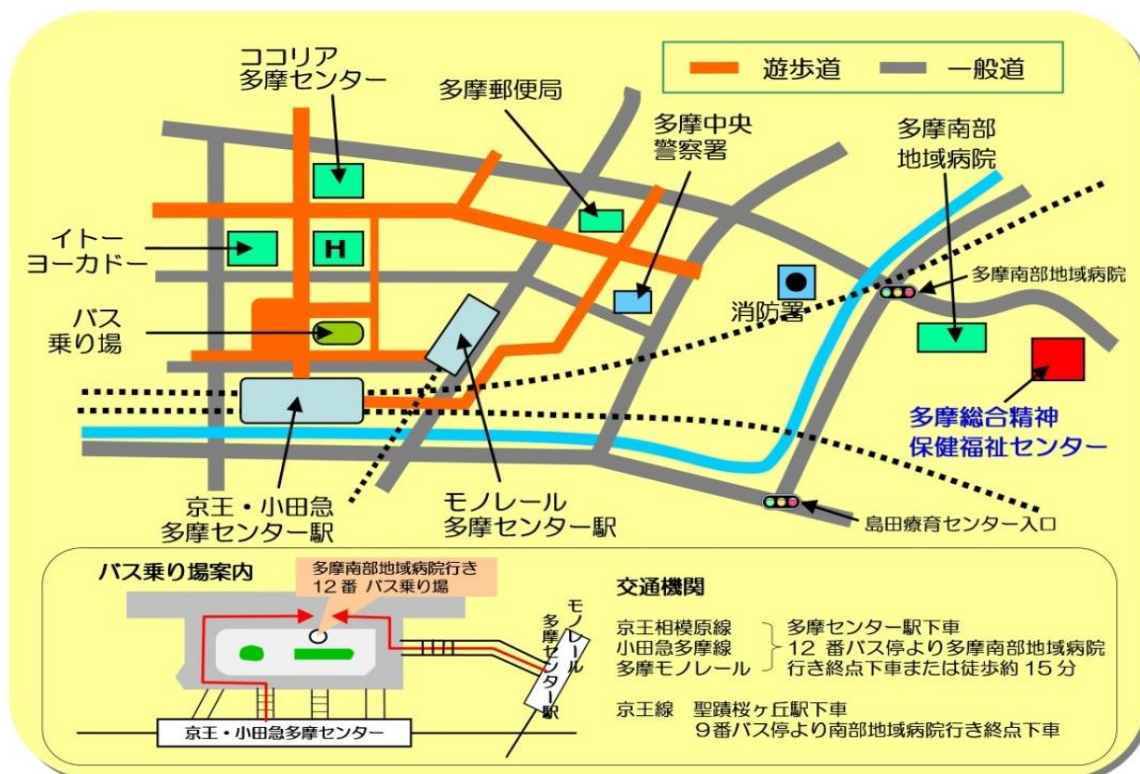 ココリア
多摩センター
遊歩道
一般道
多摩郵便局
多摩中央
警察署
多摩南部
地域病院
イトー
ヨーカドー
H
多摩南部地域病院
消防署
バス
乗り場
多摩総合精神
保健福祉センター
京王・小田急
多摩センター駅
モノレール
多摩センター駅
島田療育センター入口
バス乗り場案内
多摩南部地域病院行き
12番 バス乗り場
モノレール
多摩センター駅
京王・小田急多摩センター
交通機関
京王相模原線
小田急多摩線
多摩モノレール
多摩センター駅下車
12 番バス停より多摩南部地域病院
行き終点下車または徒歩約 15 分
京王線 聖蹟桜ヶ丘駅下車
9番バス停より南部地域病院行き終点下車